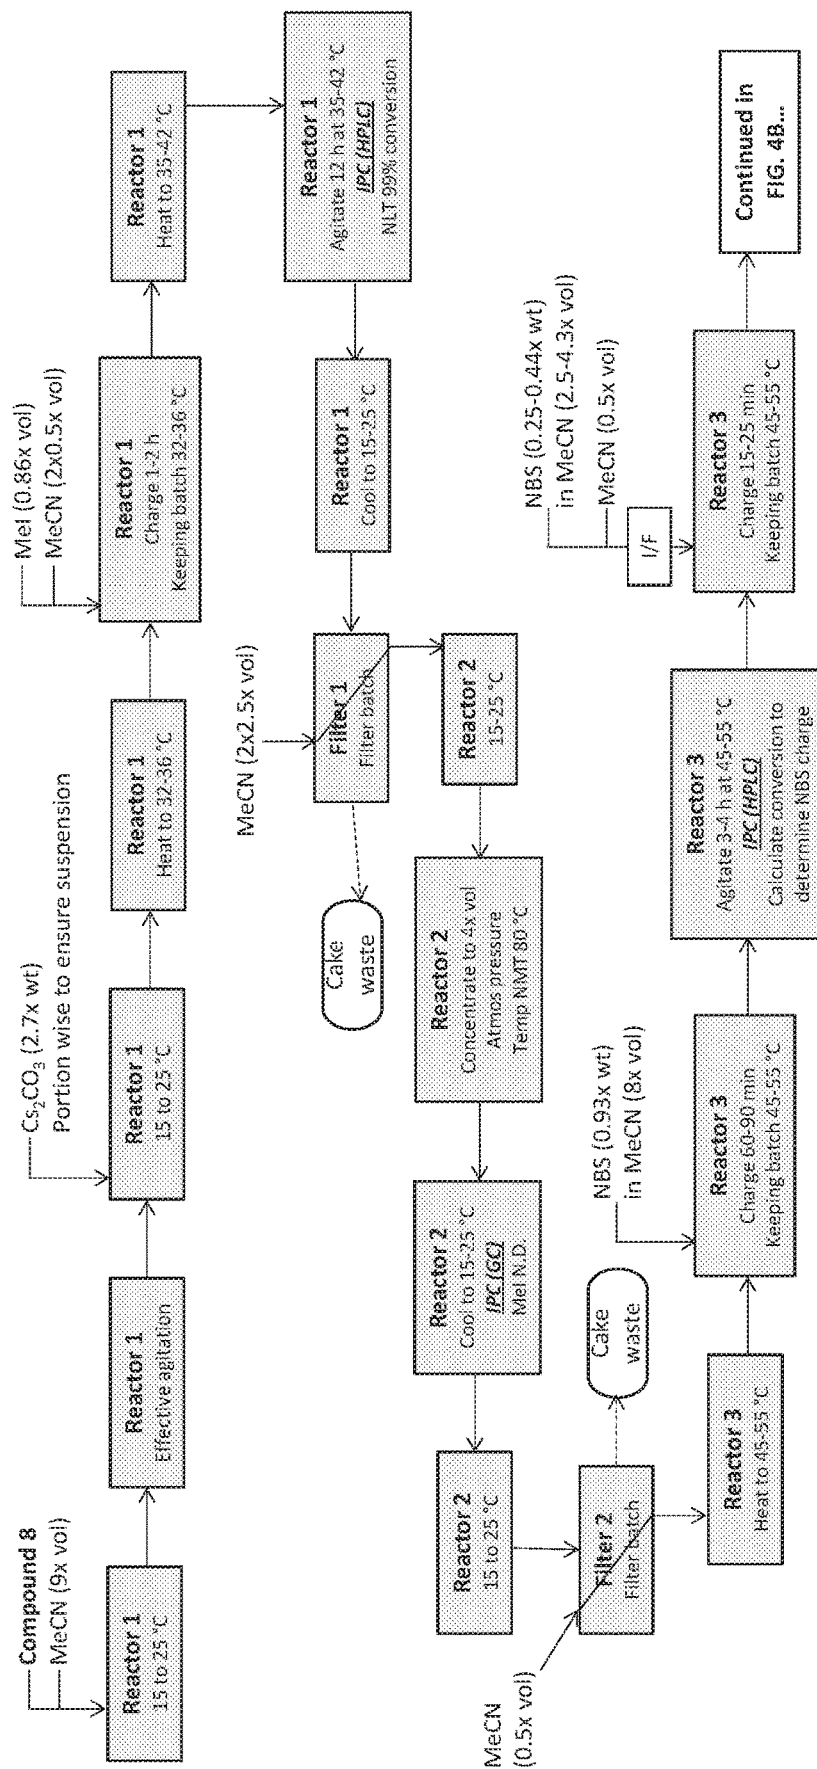 Compound 8
MeCN (9x vol)
Reactor 1
15 to 25 °C
Reactor 1
Effective agitation
Cs₂CO₃ (2.7x wt)
Portion wise to ensure suspension
Reactor 1
15 to 25 °C
Reactor 1
Heat to 32-36 °C
MeI (0.86x vol)
MeCN (2x0.5x vol)
Reactor 1
Charge 1-2 h
Keeping batch 32-36 °C
Reactor 1
Heat to 35-42 °C
Reactor 1
Agitate 12 h at 35-42 °C
IPC (HPLC)
NLT 99% conversion
Reactor 1
Cool to 15-25 °C
MeCN (2x2.5x vol)
Filter 1
Filter batch
Cake
waste
Reactor 2
15-25 °C
Reactor 2
Concentrate to 4x vol
Atmos pressure
Temp NMT 80 °C
Reactor 2
Cool to 15-25 °C
IPC (GC)
MeI N.D.
Reactor 2
15 to 25 °C
MeCN
(0.5x vol)
Filter 2
Filter batch
Cake
waste
Reactor 3
Heat to 45-55 °C
NBS (0.93x wt)
in MeCN (8x vol)
Reactor 3
Charge 60-90 min
Keeping batch 45-55 °C
Reactor 3
Agitate 3-4 h at 45-55 °C
IPC (HPLC)
Calculate conversion to
determine NBS charge
NBS (0.25-0.44x wt)
in MeCN (2.5-4.3x vol)
MeCN (0.5x vol)
I/F
Reactor 3
Charge 15-25 min
Keeping batch 45-55 °C
Continued in
FIG. 4B...